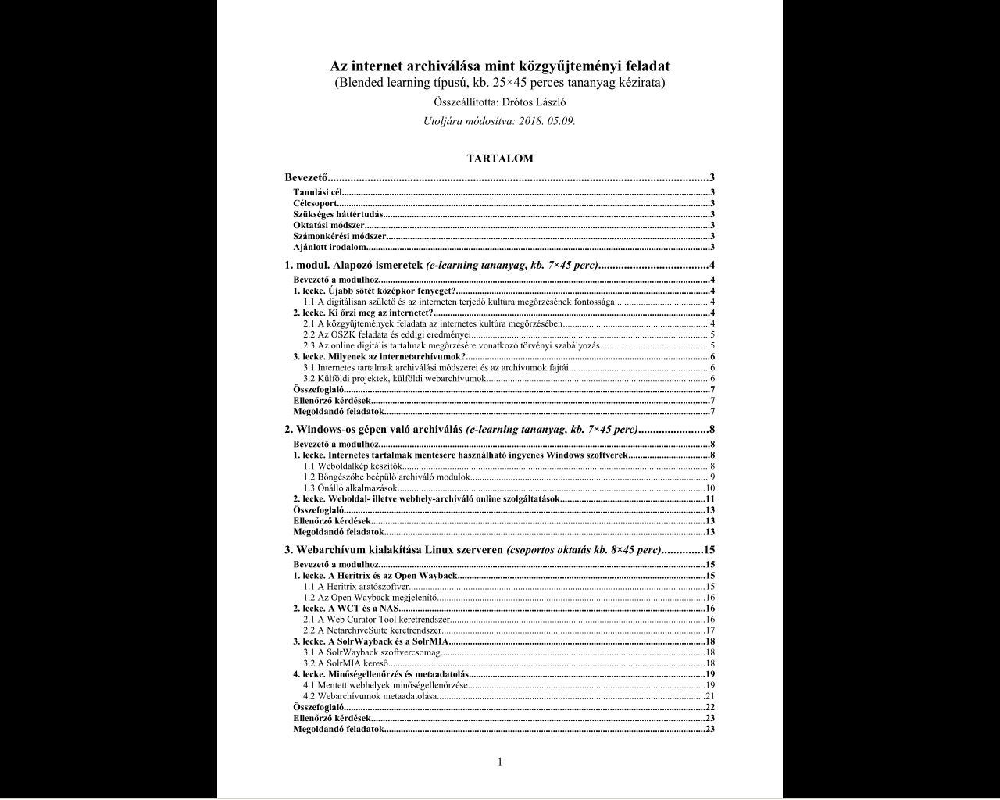 Az internet archiválása mint közgyűjteményi feladat
(Blended learning típusú, kb. 25×45 perces tananyag kézirata)
Összeállította: Drótos László
Utoljára módosítva: 2018. 05.09.
TARTALOM
Bevezető...3
Tanulási cél...3
Célcsoport...3
Szükséges háttértudás...3
Oktatási módszer...3
Számonkérési módszer...3
Ajánlott irodalom...3
1. modul. Alapozó ismeretek (e-learning tananyag, kb. 7×45 perc)...4
Bevezető a modulhoz...4
1. lecke. Újabb sötét középkor fenyeget?...4
1.1 A digitálisan születő és az interneten terjedő kultúra megőrzésének fontossága...4
2. lecke. Ki őrzi meg az internetet?...4
2.1 A közgyűjtemények feladata az internetes kultúra megőrzésében...4
2.2 Az OSZK feladata és eddigi eredményei...5
2.3 Az online digitális tartalmak megőrzésére vonatkozó törvényi szabályozás...5
3. lecke. Milyenek az internetarchívumok?...6
3.1 Internetes tartalmak archiválási módszerei és az archívumok fajtái...6
3.2 Külföldi projektek, külföldi webarchívumok...6
Összefoglaló...7
Ellenőrző kérdések...7
Megoldandó feladatok...7
2. Windows-os gépen való archiválás (e-learning tananyag, kb. 7×45 perc)...8
Bevezető a modulhoz...8
1. lecke. Internetes tartalmak mentésére használható ingyenes Windows szoftverek...8
1.1 Weboldalkép készítők...8
1.2 Böngészőbe beépülő archiváló modulok...9
1.3 Önálló alkalmazások...10
2. lecke. Weboldal- illetve webhely-archiváló online szolgáltatások...11
Összefoglaló...13
Ellenőrző kérdések...13
Megoldandó feladatok...13
3. Webarchívum kialakítása Linux szerveren (csoportos oktatás kb. 8×45 perc)...15
Bevezető a modulhoz...15
1. lecke. A Heritrix és az Open Wayback...15
1.1 A Heritrix aratószoftver...15
1.2 Az Open Wayback megjelenítő...16
2. lecke. A WCT és a NAS...16
2.1 A Web Curator Tool keretrendszer...16
2.2 A NetarchiveSuite keretrendszer...17
3. lecke. A SolrWayback és a SolrMIA...18
3.1 A SolrWayback szoftvercsomag...18
3.2 A SolrMIA kereső...18
4. lecke. Minőségellenőrzés és metaadatolás...19
4.1 Mentett webhelyek minőségellenőrzése...19
4.2 Webarchívumok metaadatolása...21
Összefoglaló...22
Ellenőrző kérdések...23
Megoldandó feladatok...23
1